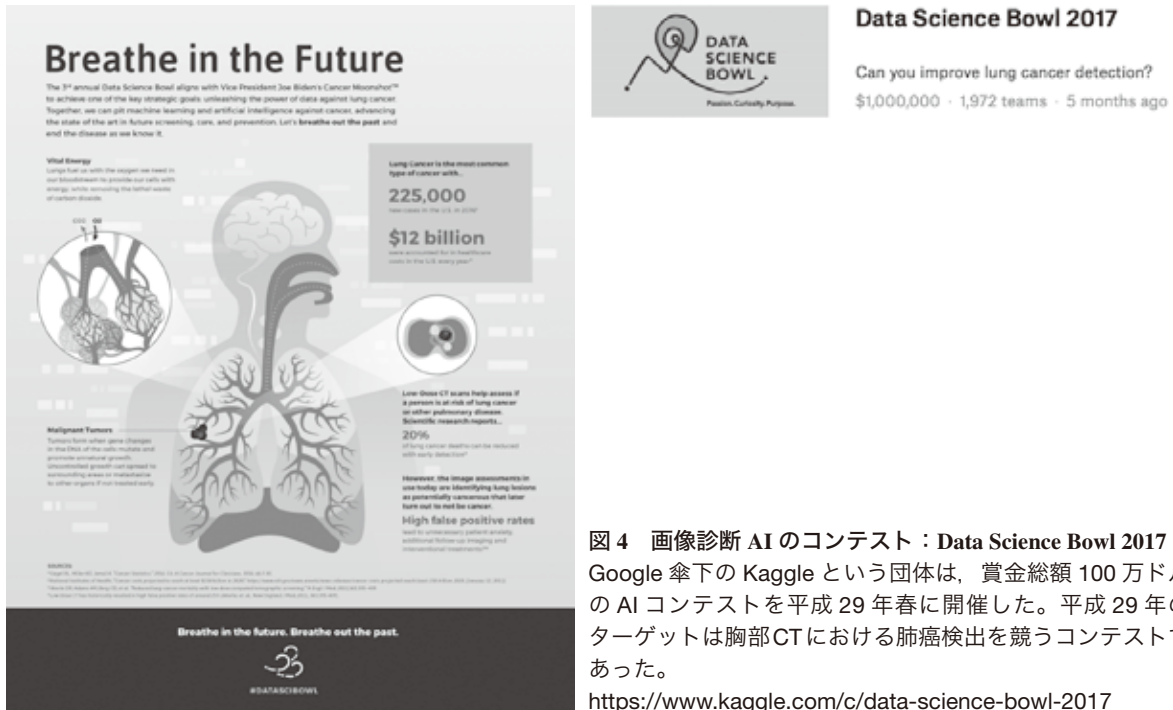 Breathe in the Future
The 3rd annual Data Science Bowl aligns with Vice President Joe Biden's Cancer Moonshot™
to achieve one of the key strategic goals: unleashing the power of data against lung cancer.
Together, we can pit machine learning and artificial intelligence against cancer, advancing
the state of the art in future screening, care, and prevention. Let's breathe out the past and
end the disease as we know it.
Vital Energy
Lungs fuel us with the oxygen we need in
our bloodstream to provide our cells with
energy while removing the lethal waste
of carbon dioxide.
Lung Cancer is the most common
type of cancer with...
225,000
new cases in the U.S. in 2016
$12 billion
were accounted for in healthcare
costs in the U.S. every year
Low-Dose CT scans help assess if
a person is at risk of lung cancer
or other pulmonary disease.
Scientific research reports...
20%
of lung cancer deaths can be reduced
with early detection
Malignant Tumors
Tumors form when gene changes
in the DNA of the cells mutate and
promote unnatural growth.
Uncontrolled growth can spread to
surrounding areas or metastasize
to other organs if not treated early.
However, the image assessments in
use today are identifying lung lesions
as potentially cancerous that later
turn out to not be cancer.
High false positive rates
lead to unnecessary patient anxiety,
additional follow-up imaging and
interventional treatments
SOURCES
Breathe in the future. Breathe out the past.
#DATASCIBOWL
DATA
SCIENCE
BOWL
Passion. Curiosity. Purpose.
Data Science Bowl 2017
Can you improve lung cancer detection?
$1,000,000 · 1,972 teams · 5 months ago
図 4 画像診断 AI のコンテスト：Data Science Bowl 2017
Google 傘下の Kaggle という団体は，賞金総額 100 万ドル
の AI コンテストを平成 29 年春に開催した。平成 29 年の
ターゲットは胸部CTにおける肺癌検出を競うコンテストで
あった。
https://www.kaggle.com/c/data-science-bowl-2017